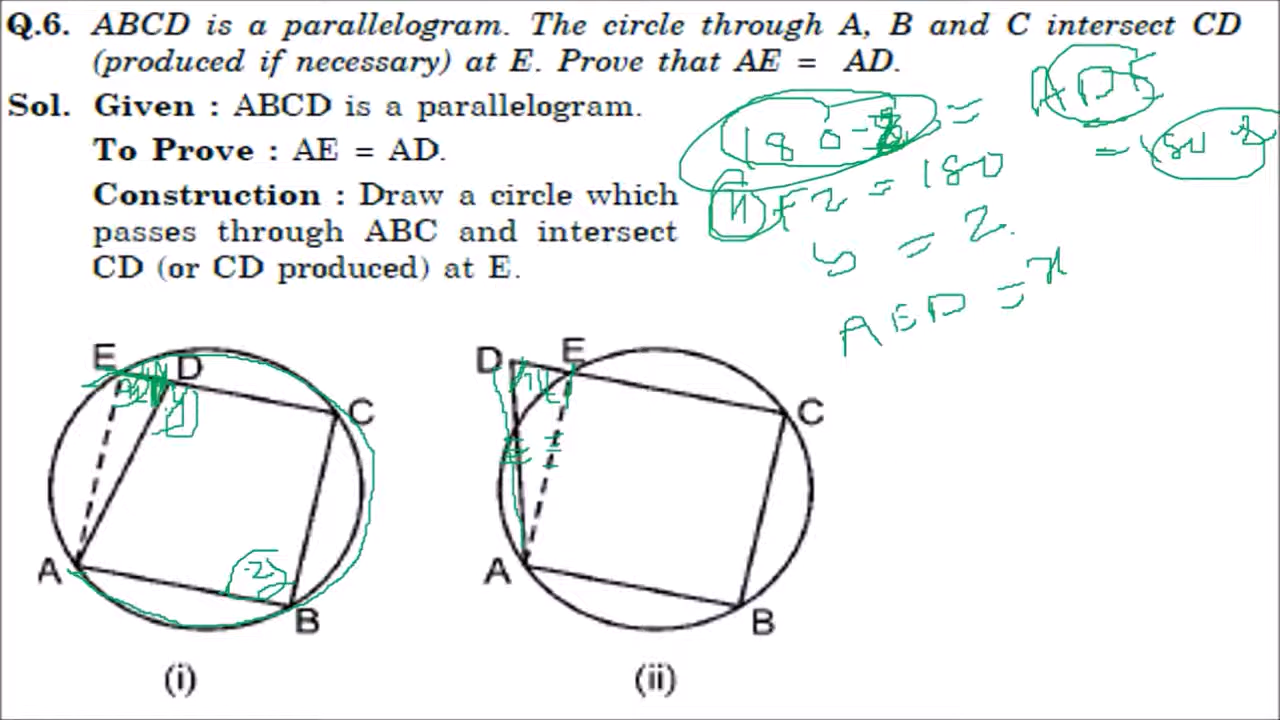 Q.6. ABCD is a parallelogram. The circle through A, B and C intersect CD
(produced if necessary) at E. Prove that AE = AD.
Sol. Given : ABCD is a parallelogram.
To Prove : AE = AD.
Construction : Draw a circle which
passes through ABC and intersect
CD (or CD produced) at E.
= 180
= 2.
AED =
E D
C
A
B
(i)
D E
C
A
B
(ii)